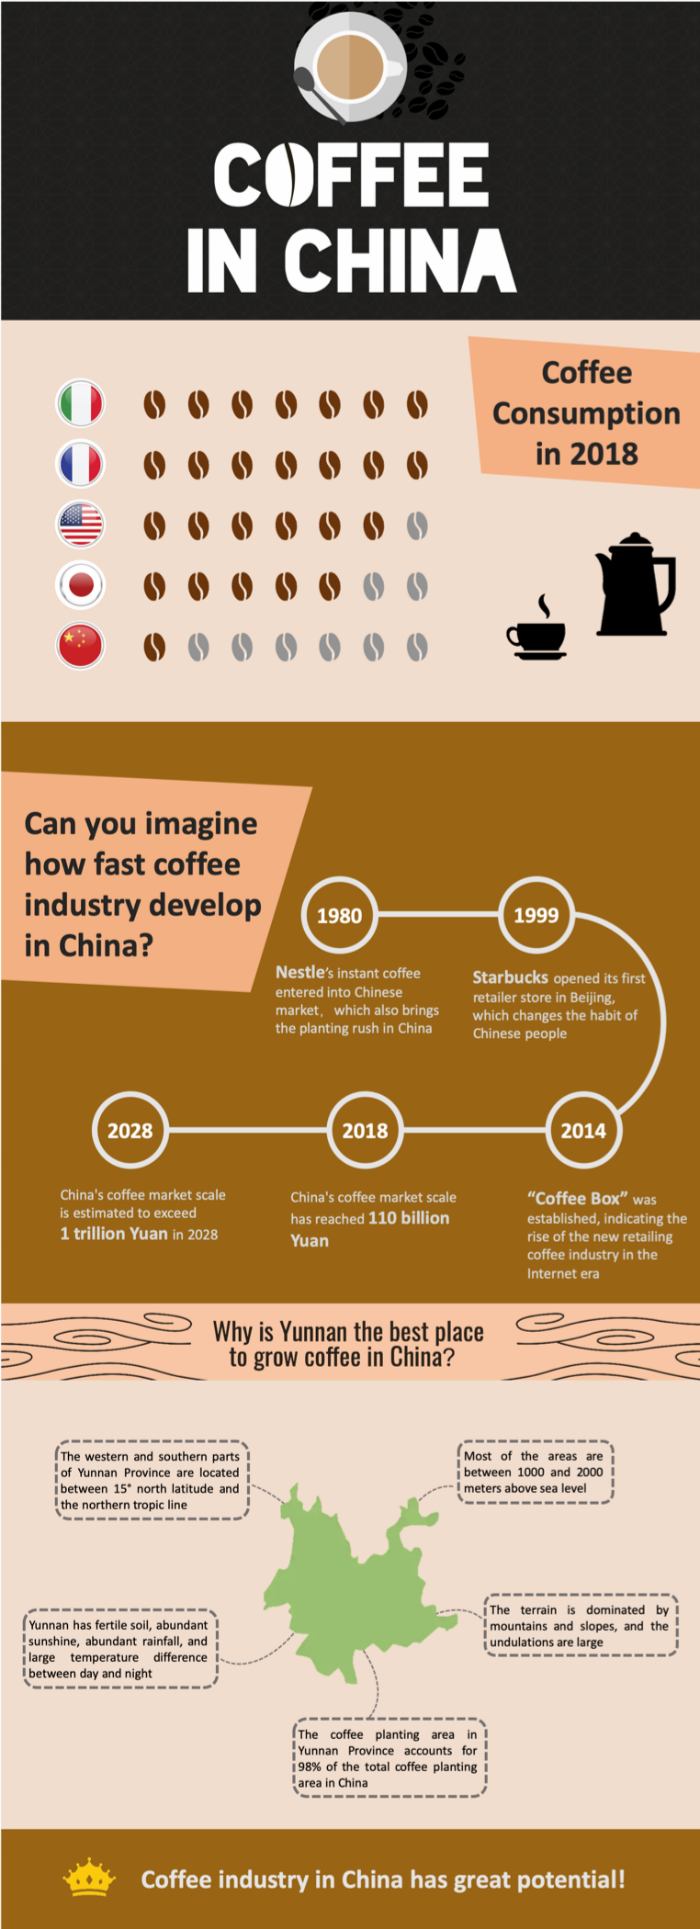 COFFEE
IN CHINA
Coffee
Consumption
in 2018
Can you imagine
how fast coffee
industry develop
in China?
1980
Nestle's instant coffee
entered into Chinese
market, which also brings
the planting rush in China
1999
Starbucks opened its first
retailer store in Beijing,
which changes the habit of
Chinese people
2014
“Coffee Box” was
established, indicating the
rise of the new retailing
coffee industry in the
Internet era
2018
China's coffee market scale
has reached 110 billion
Yuan
2028
China's coffee market scale
is estimated to exceed
1 trillion Yuan in 2028
Why is Yunnan the best place
to grow coffee in China?
The western and southern parts
of Yunnan Province are located
between 15° north latitude and
the northern tropic line
Most of the areas are
between 1000 and 2000
meters above sea level
Yunnan has fertile soil, abundant
sunshine, abundant rainfall, and
large temperature difference
between day and night
The terrain is dominated by
mountains and slopes, and the
undulations are large
The coffee planting area in
Yunnan Province accounts for
98% of the total coffee planting
area in China
Coffee industry in China has great potential!